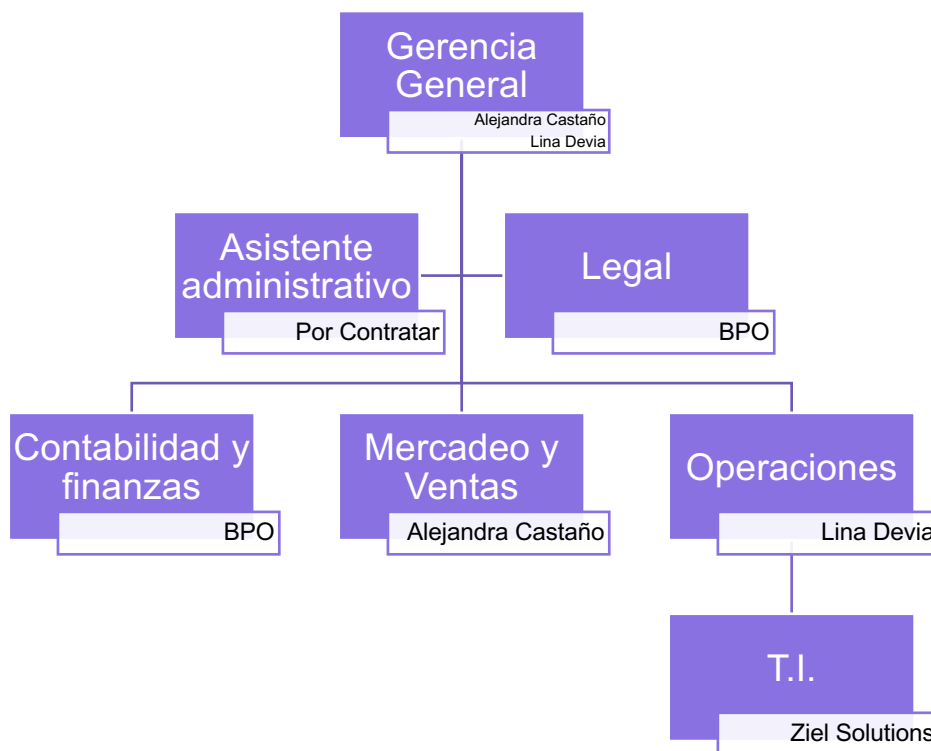 Gerencia
General
Alejandra Castaño
Lina Devia
Asistente
administrativo
Por Contratar
Legal
BPO
Contabilidad y
finanzas
BPO
Mercadeo y
Ventas
Alejandra Castaño
Operaciones
Lina Devia
T.I.
Ziel Solutions